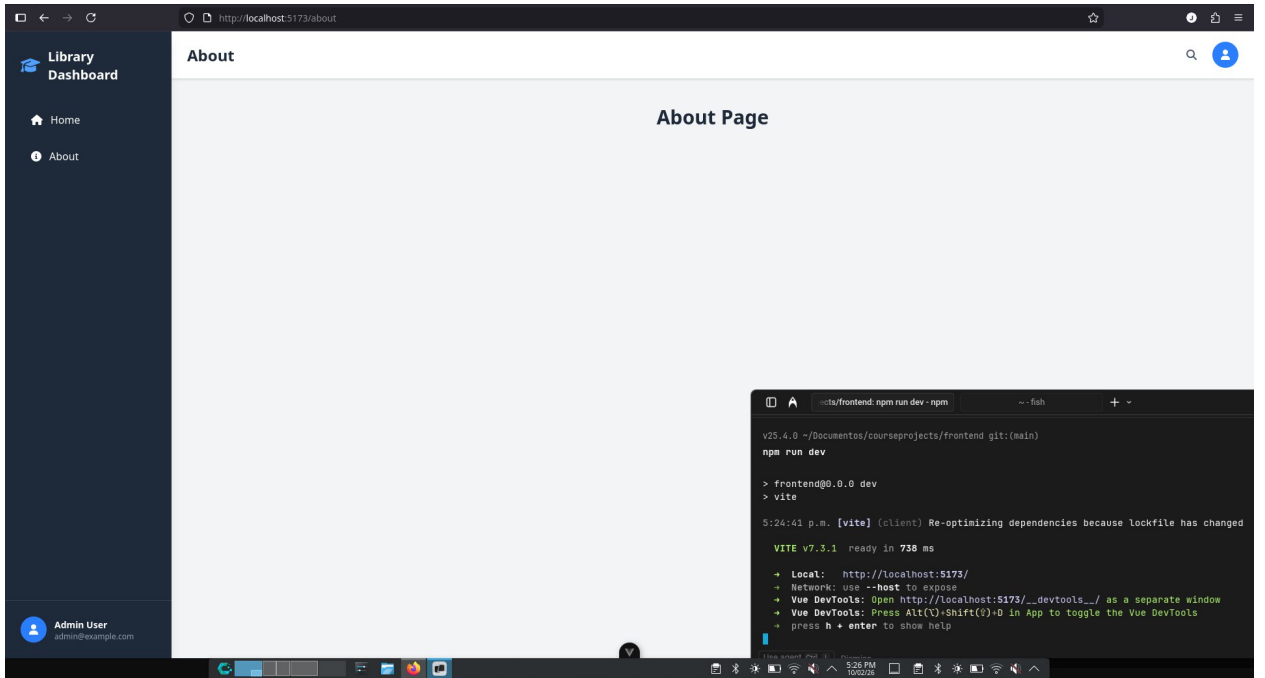 http://localhost:5173/about
Library
Dashboard
About
Home
About
About Page
Admin User
admin@example.com
ects/frontend: npm run dev - npm
~ - fish
v25.4.0 ~/Documentos/courseprojects/frontend git:(main)
npm run dev
> frontend@0.0.0 dev
> vite
5:24:41 p.m. [vite] (client) Re-optimizing dependencies because lockfile has changed
VITE v7.3.1 ready in 738 ms
→ Local: http://localhost:5173/
→ Network: use --host to expose
→ Vue DevTools: Open http://localhost:5173/__devtools__/ as a separate window
→ Vue DevTools: Press Alt(⌥)+Shift(⇧)+D in App to toggle the Vue DevTools
→ press h + enter to show help
5:26 PM
10/02/26